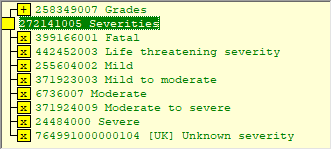 + 258349007 Grades
272141005 Severities
x 399166001 Fatal
x 442452003 Life threatening severity
x 255604002 Mild
x 371923003 Mild to moderate
x 6736007 Moderate
x 371924009 Moderate to severe
x 24484000 Severe
x 764991000000104 [UK] Unknown severity